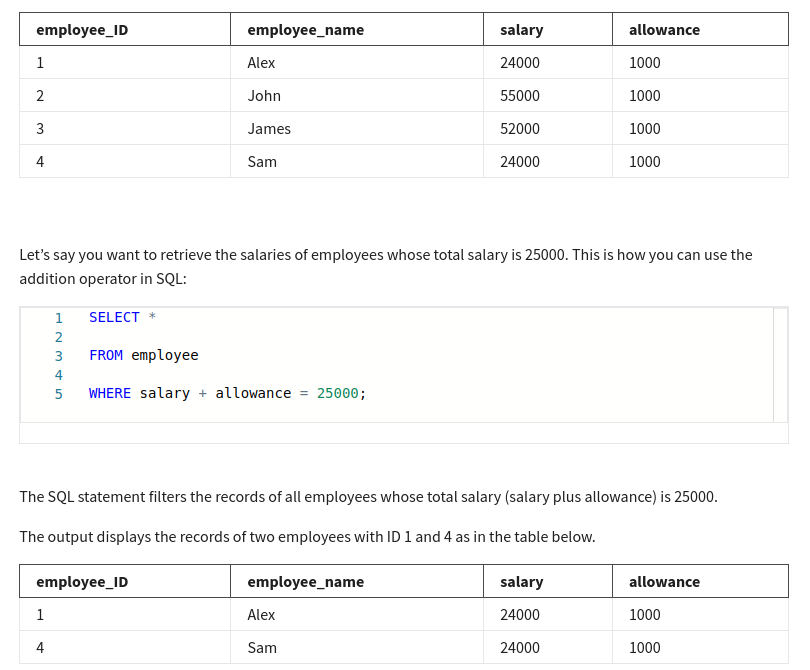 employee_ID employee_name salary allowance
1 Alex 24000 1000
2 John 55000 1000
3 James 52000 1000
4 Sam 24000 1000
Let’s say you want to retrieve the salaries of employees whose total salary is 25000. This is how you can use the
addition operator in SQL:
1 SELECT *
2
3 FROM employee
4
5 WHERE salary + allowance = 25000;
The SQL statement filters the records of all employees whose total salary (salary plus allowance) is 25000.
The output displays the records of two employees with ID 1 and 4 as in the table below.
employee_ID employee_name salary allowance
1 Alex 24000 1000
4 Sam 24000 1000